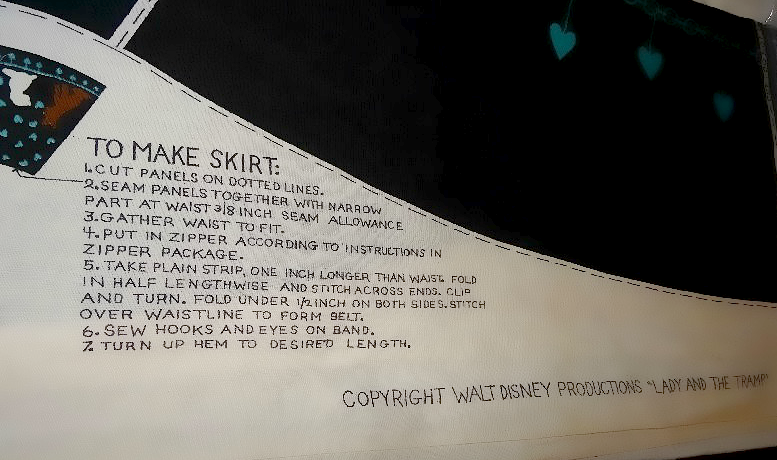 TO MAKE SKIRT:
1. CUT PANELS ON DOTTED LINES.
2. SEAM PANELS TOGETHER WITH NARROW
PART AT WAIST 3/8 INCH SEAM ALLOWANCE
3. GATHER WAIST TO FIT.
4. PUT IN ZIPPER ACCORDING TO INSTRUCTIONS IN
ZIPPER PACKAGE.
5. TAKE PLAIN STRIP, ONE INCH LONGER THAN WAIST. FOLD
IN HALF LENGTHWISE AND STITCH ACROSS ENDS. CLIP
AND TURN. FOLD UNDER 1/2 INCH ON BOTH SIDES. STITCH
OVER WAISTLINE TO FORM BELT.
6. SEW HOOKS AND EYES ON BAND.
7. TURN UP HEM TO DESIRED LENGTH.
COPYRIGHT WALT DISNEY PRODUCTIONS "LADY AND THE TRAMP"